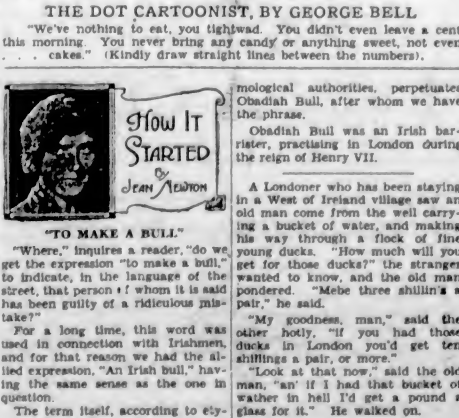 THE DOT CARTOONIST, BY GEORGE BELL
"We've nothing to eat, you tightwad. You didn't even leave a cent
this morning. You never bring any candy or anything sweet, not even
. . . . cakes." (Kindly draw straight lines between the numbers).
How It
Started
By
Jean Newton
"TO MAKE A BULL"
"Where," inquires a reader, "do we
get the expression "to make a bull,"
to indicate, in the language of the
street, that person of whom it is said
has been guilty of a ridiculous mis-
take?"
For a long time, this word was
used in connection with Irishmen,
and for that reason we had the al-
lied expression, "An Irish bull," hav-
ing the same sense as the one in
question.
The term itself, according to ety-
mological authorities, perpetuates
Obadiah Bull, after whom we have
the phrase.
Obadiah Bull was an Irish bar-
rister, practising in London during
the reign of Henry VII.
A Londoner who has been staying
in a West of Ireland village saw an
old man come from the well carry-
ing a bucket of water, and making
his way through a flock of fine
young ducks. "How much will you
get for those ducks?" the stranger
wanted to know, and the old man
pondered. "Mebe three shillin's a
pair," he said.
"My goodness, man," said the
other hotly, "if you had those
ducks in London you'd get ten
shillings a pair, or more."
"Look at that now," said the old
man, "an' if I had that bucket of
wather in hell I'd get a pound a
glass for it." He walked on.